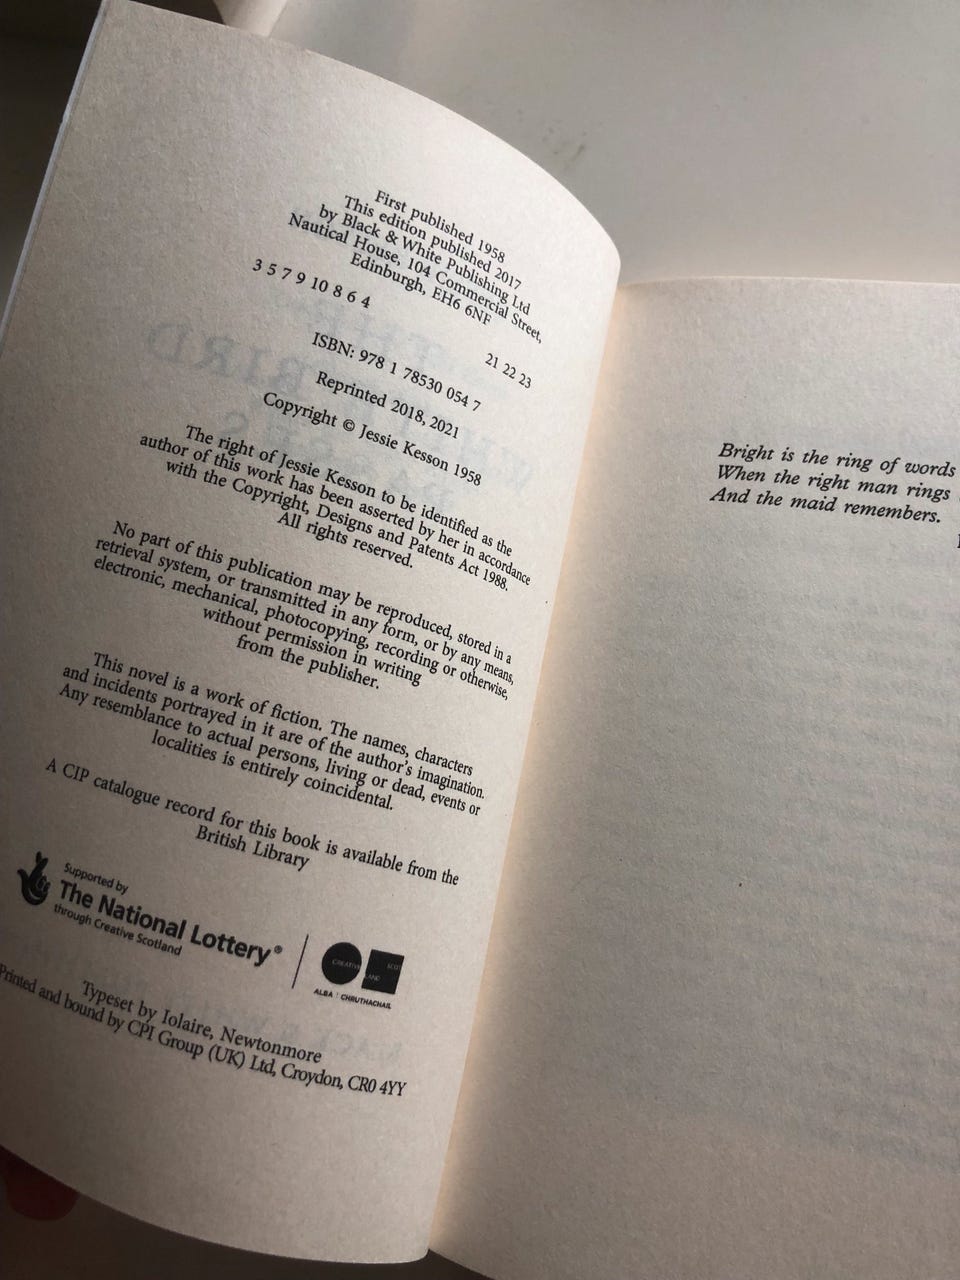 First published 1958
This edition published 2017
by Black & White Publishing Ltd
Nautical House, 104 Commercial Street,
Edinburgh, EH6 6NF
3 5 7 9 10 8 6 4 21 22 23
ISBN: 978 1 78530 054 7
Reprinted 2018, 2021
Copyright © Jessie Kesson 1958
The right of Jessie Kesson to be identified as the
author of this work has been asserted by her in accordance
with the Copyright, Designs and Patents Act 1988.
All rights reserved.
No part of this publication may be reproduced, stored in a
retrieval system, or transmitted in any form, or by any means,
electronic, mechanical, photocopying, recording or otherwise,
without permission in writing
from the publisher.
This novel is a work of fiction. The names, characters
and incidents portrayed in it are of the author's imagination.
Any resemblance to actual persons, living or dead, events or
localities is entirely coincidental.
A CIP catalogue record for this book is available from the
British Library
Supported by
The National Lottery®
through Creative Scotland
CREATIVE SCOTLAND
ALBA | CHRUTHACHAIL
Typeset by Iolaire, Newtonmore
Printed and bound by CPI Group (UK) Ltd, Croydon, CR0 4YY
Bright is the ring of words
When the right man rings
And the maid remembers.